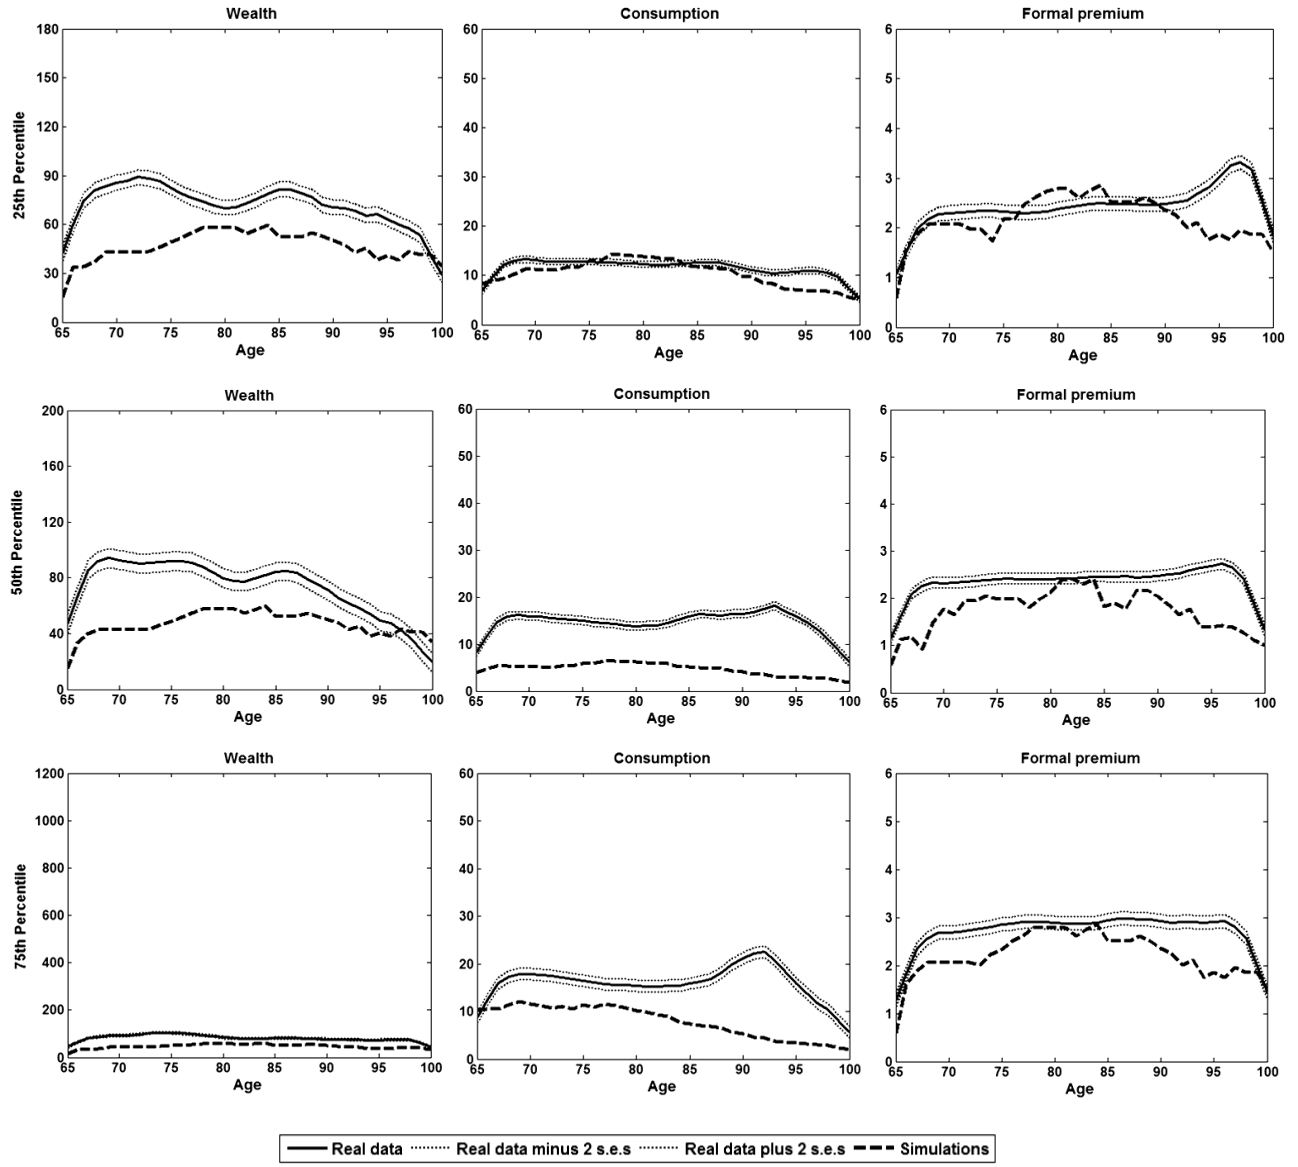 Wealth
Consumption
Formal premium
25th Percentile
180
150
120
90
60
30
0
65 70 75 80 85 90 95 100
Age
60
50
40
30
20
10
0
65 70 75 80 85 90 95 100
Age
6
5
4
3
2
1
0
65 70 75 80 85 90 95 100
Age
Wealth
Consumption
Formal premium
50th Percentile
200
160
120
80
40
0
65 70 75 80 85 90 95 100
Age
60
50
40
30
20
10
0
65 70 75 80 85 90 95 100
Age
6
5
4
3
2
1
0
65 70 75 80 85 90 95 100
Age
Wealth
Consumption
Formal premium
75th Percentile
1200
1000
800
600
400
200
0
65 70 75 80 85 90 95 100
Age
60
50
40
30
20
10
0
65 70 75 80 85 90 95 100
Age
6
5
4
3
2
1
0
65 70 75 80 85 90 95 100
Age
Real data Real data minus 2 s.e.s Real data plus 2 s.e.s Simulations